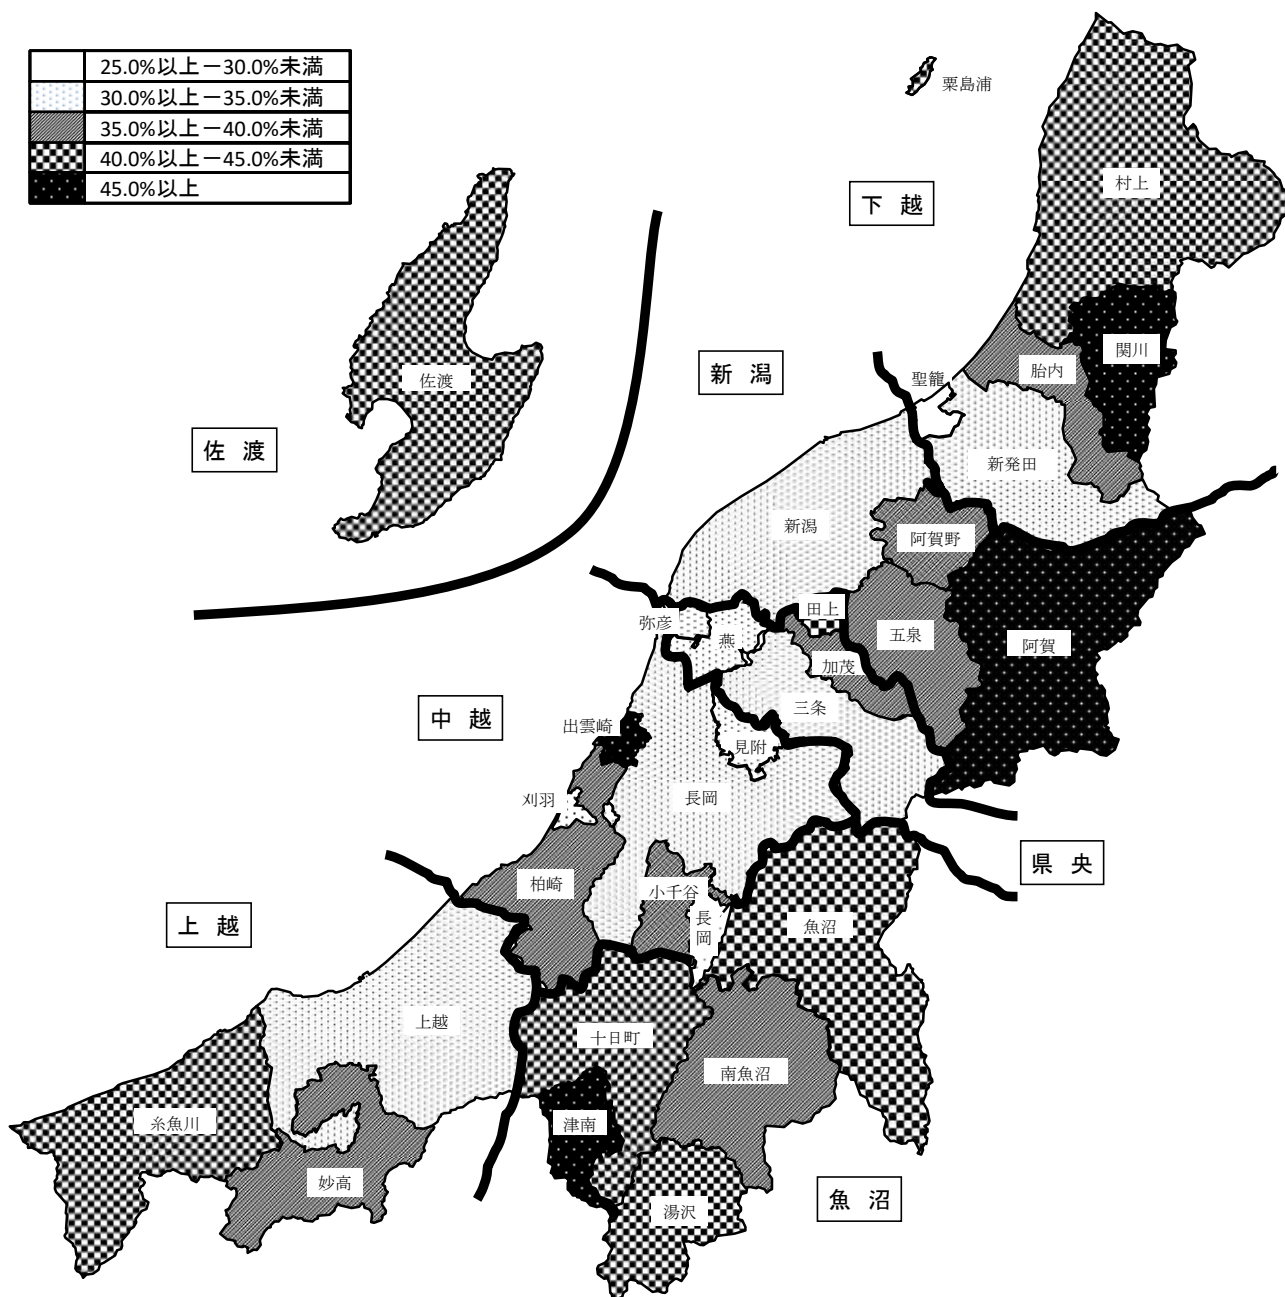 25.0%以上－30.0%未満
30.0%以上－35.0%未満
35.0%以上－40.0%未満
40.0%以上－45.0%未満
45.0%以上
粟島浦
村上
下 越
関川
新 潟
胎内
聖籠
佐渡
佐 渡
新発田
新潟
阿賀野
田上
弥彦
燕
五泉
阿賀
加茂
三条
中 越
出雲崎
見附
刈羽
長岡
県 央
柏崎
小千谷
長岡
上 越
魚沼
上越
十日町
南魚沼
糸魚川
津南
妙高
湯沢
魚 沼